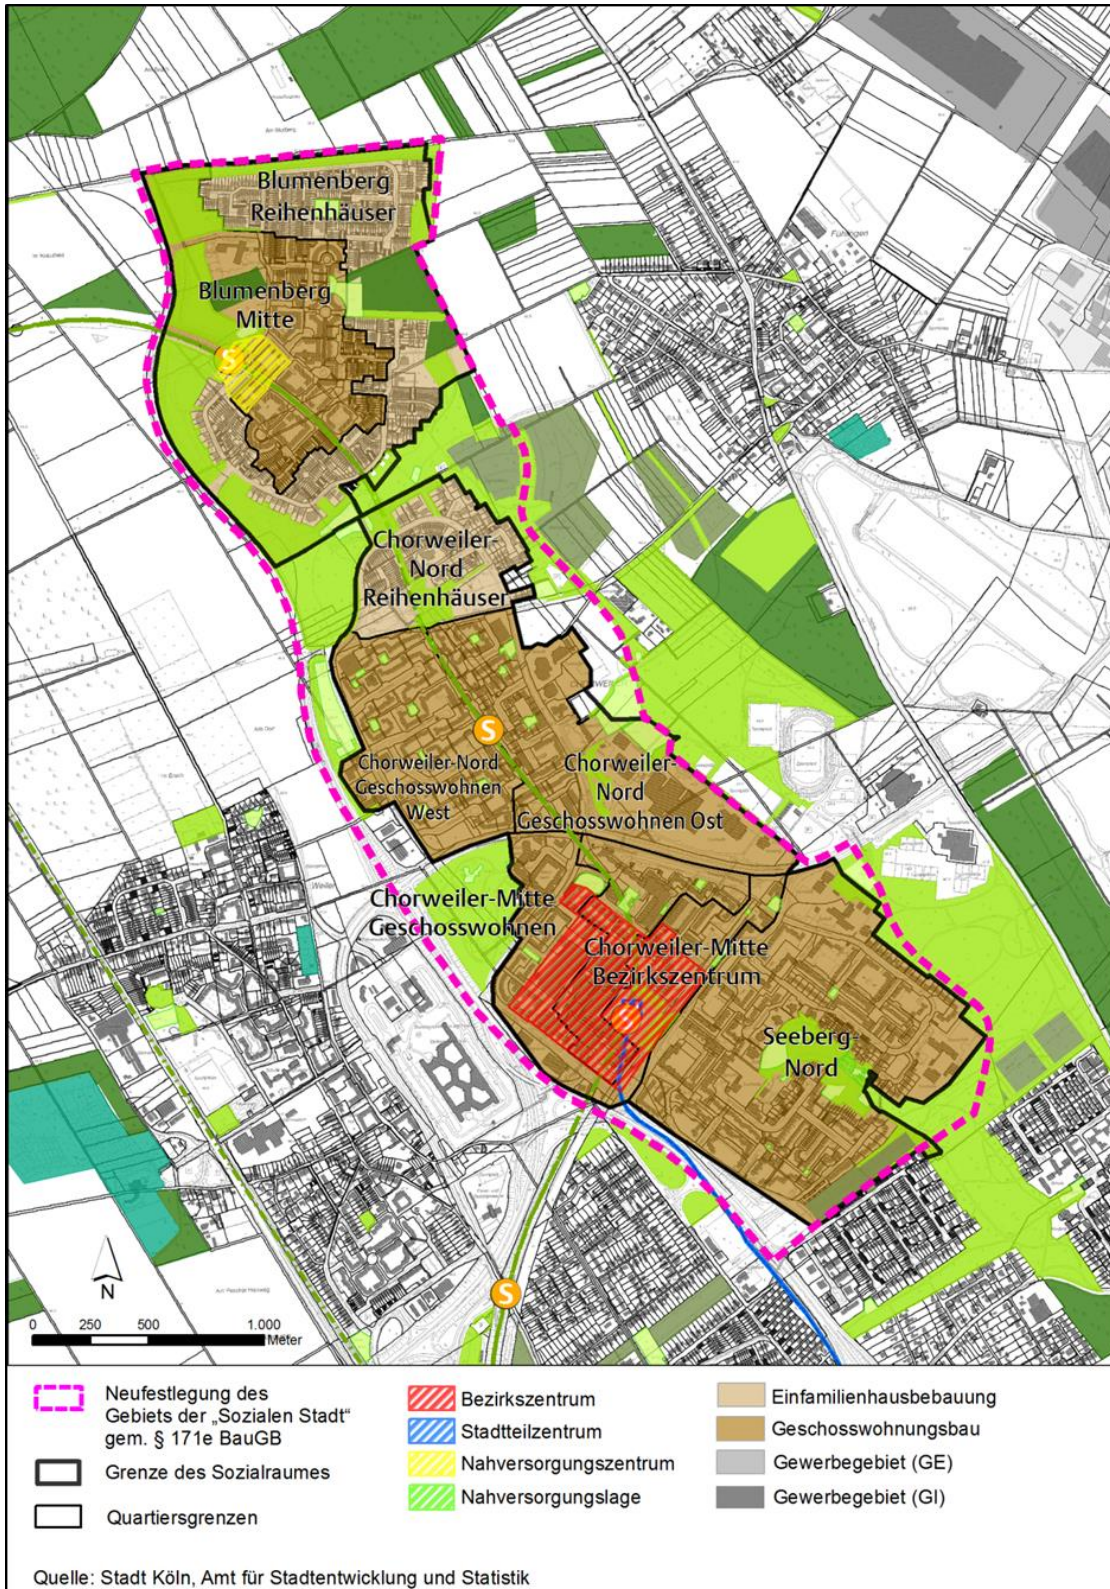 Blumenberg
Reihenhäuser
Blumenberg
Mitte
S
Fühlingen
Chorweiler-
Nord
Reihenhäuser
S
Chorweiler-Nord
Geschosswohnen
West
Chorweiler-
Nord
Geschosswohnen Ost
Weiler
Chorweiler-Mitte
Geschosswohnen
Chorweiler-Mitte
Bezirkszentrum
Seeberg-
Nord
S
N
0 250 500 1.000
Meter
Neufestlegung des
Gebiets der „Sozialen Stadt“
gem. § 171e BauGB
Grenze des Sozialraumes
Quartiersgrenzen
Bezirkszentrum
Stadtteilzentrum
Nahversorgungszentrum
Nahversorgungslage
Einfamilienhausbebauung
Geschosswohnungsbau
Gewerbegebiet (GE)
Gewerbegebiet (GI)
Quelle: Stadt Köln, Amt für Stadtentwicklung und Statistik